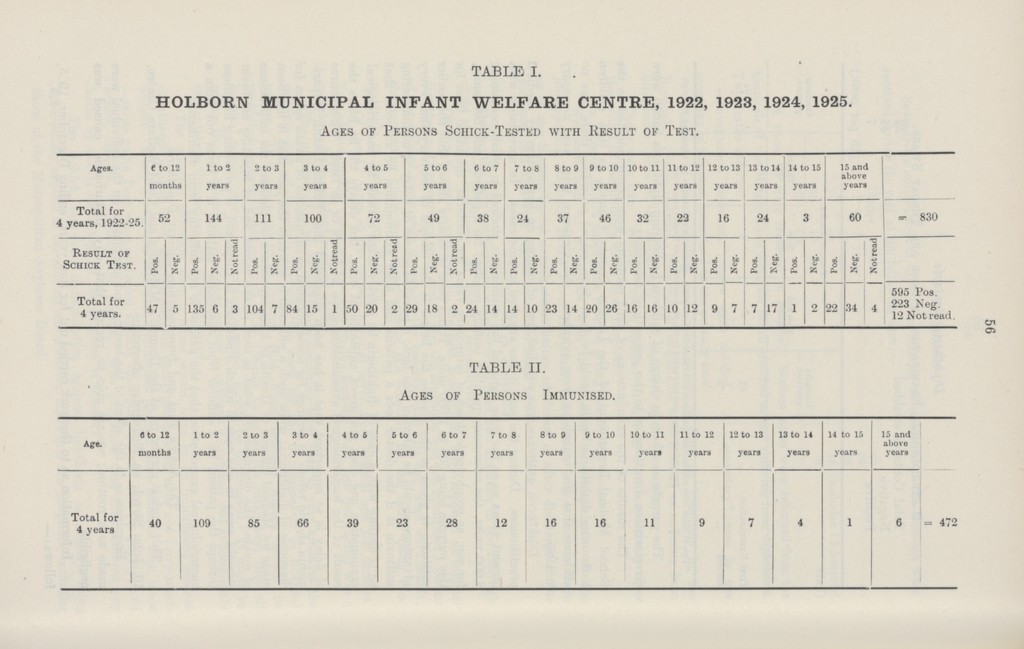 TABLE I.
HOLBORN MUNICIPAL INFANT WELFARE CENTRE, 1922, 1923, 1924, 1925.
AGES OF PERSONS SCHICK-TESTED WITH RESULT OF TEST.
Ages. 6 to 12 months 1 to 2 years 2 to 3 years 3 to 4 years 4 to 5 years 5 to 6 years 6 to 7 years 7 to 8 years 8 to 9 years 9 to 10 years 10 to 11 years 11 to 12 years 12 to 13 years 13 to 14 years 14 to 15 years 15 and above years
Total for 4 years, 1922-25. 52 144 111 100 72 49 38 24 37 46 32 22 16 24 3 60 = 830
RESULT OF SCHICK TEST. Pos. Neg. Pos. Neg. Not read Pos. Neg. Pos. Neg. Not read Pos. Neg. Not read Pos. Neg. Not read Pos. Neg. Pos. Neg. Pos. Neg. Pos. Neg. Pos. Neg. Pos. Neg. Pos. Neg. Pos. Neg. Pos. Neg. Pos. Neg. Not read
Total for 4 years. 47 5 135 6 3 104 7 84 15 1 50 20 2 29 18 2 24 14 14 10 23 14 20 26 16 16 10 12 9 7 7 17 1 2 22 34 4 595 Pos. 223 Neg. 12 Not read.
56
TABLE II.
AGES OF PERSONS IMMUNISED.
Age. 6 to 12 months 1 to 2 years 2 to 3 years 3 to 4 years 4 to 5 years 5 to 6 years 6 to 7 years 7 to 8 years 8 to 9 years 9 to 10 years 10 to 11 years 11 to 12 years 12 to 13 years 13 to 14 years 14 to 15 years 15 and above years
Total for 4 years 40 109 85 66 39 23 28 12 16 16 11 9 7 4 1 6 = 472